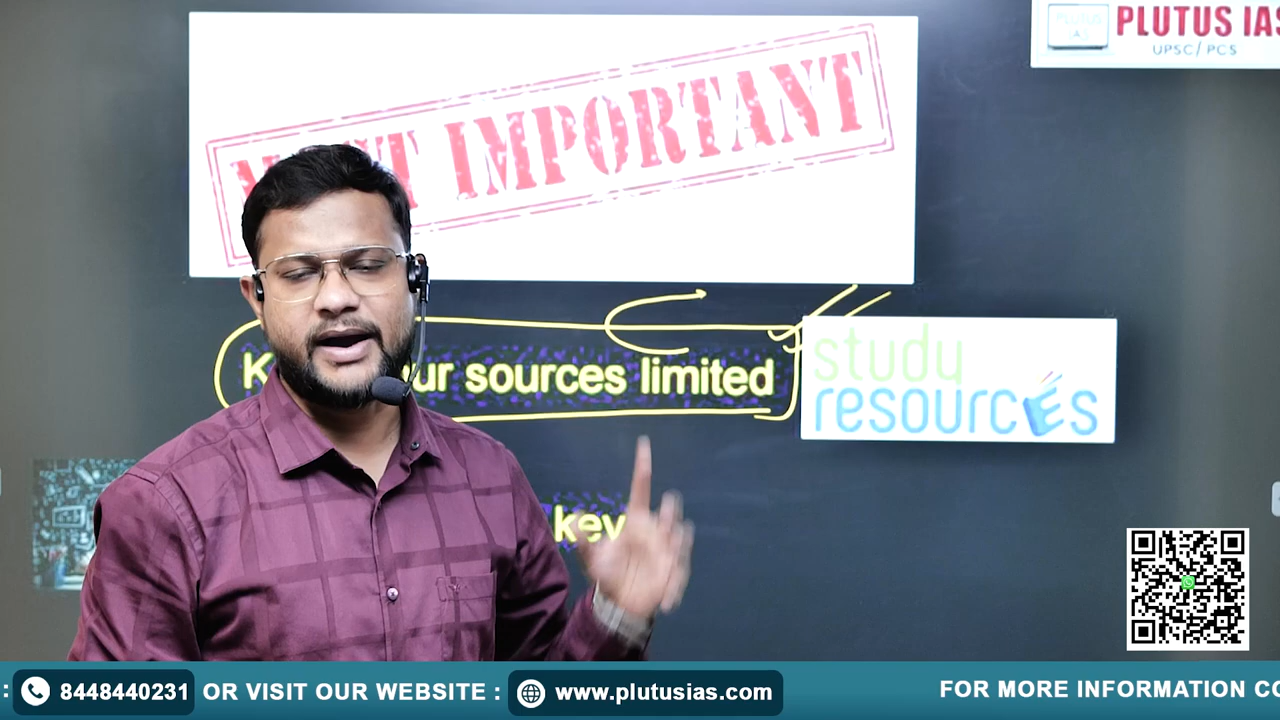 PLUTUS IAS
UPSC/ PCS
IMPORTANT
sources limited
study
resources
key
: 8448440231 OR VISIT OUR WEBSITE : www.plutusias.com FOR MORE INFORMATION CO